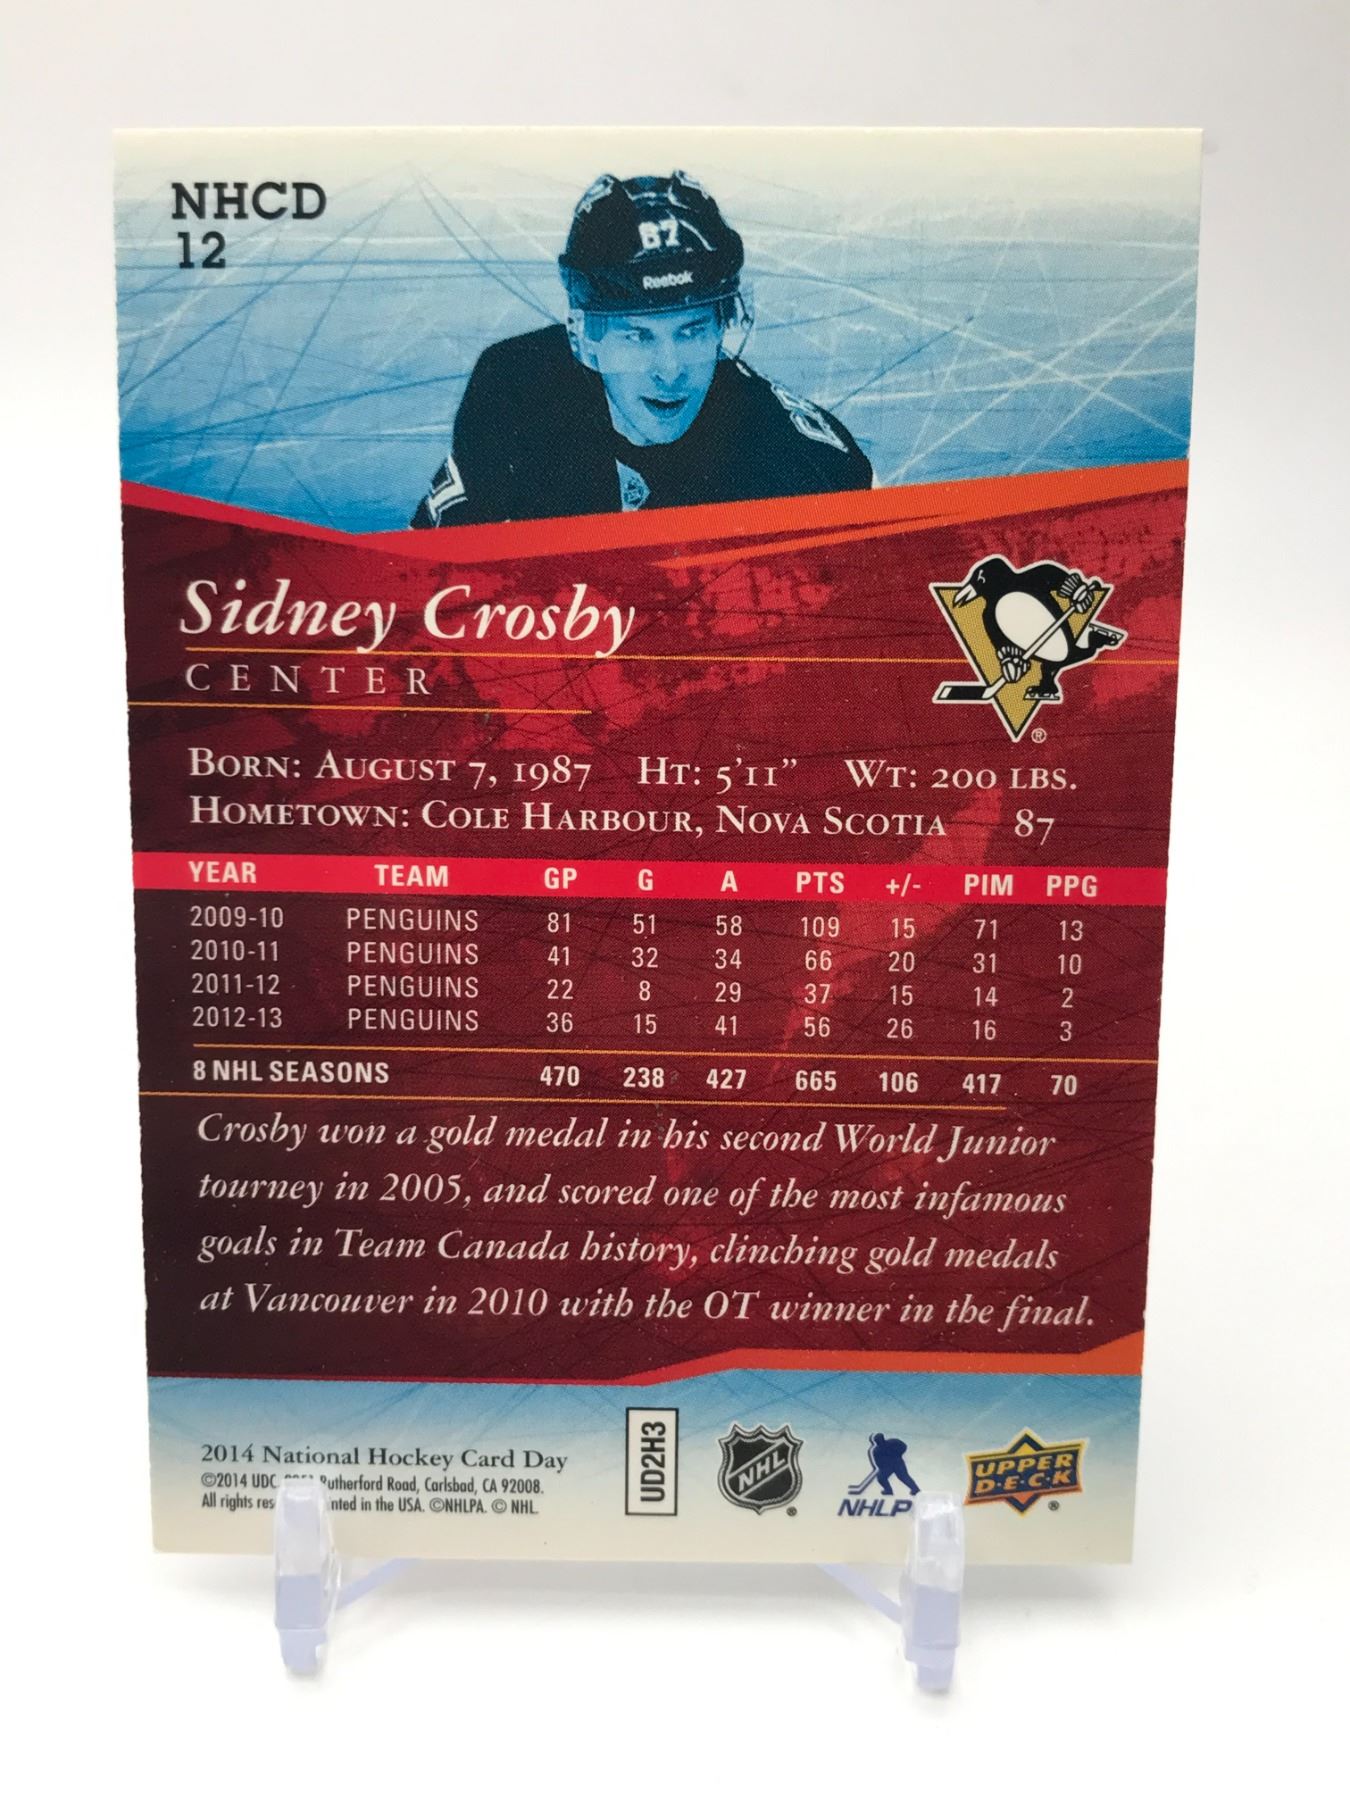 NHCD
12
87
Reebok
Sidney Crosby
CENTER
BORN: AUGUST 7, 1987 HT: 5'11" WT: 200 LBS.
HOMETOWN: COLE HARBOUR, NOVA SCOTIA 87
YEAR TEAM GP G A PTS +/- PIM PPG
2009-10 PENGUINS 81 51 58 109 15 71 13
2010-11 PENGUINS 41 32 34 66 20 31 10
2011-12 PENGUINS 22 8 29 37 15 14 2
2012-13 PENGUINS 36 15 41 56 26 16 3
8 NHL SEASONS 470 238 427 665 106 417 70
Crosby won a gold medal in his second World Junior
tourney in 2005, and scored one of the most infamous
goals in Team Canada history, clinching gold medals
at Vancouver in 2010 with the OT winner in the final.
2014 National Hockey Card Day
©2014 UDC, Rutherford Road, Carlsbad, CA 92008.
All rights in the USA. ©NHLPA. © NHL.
UD2H3
NHL
NHLP
UPPER
D·E·C·K